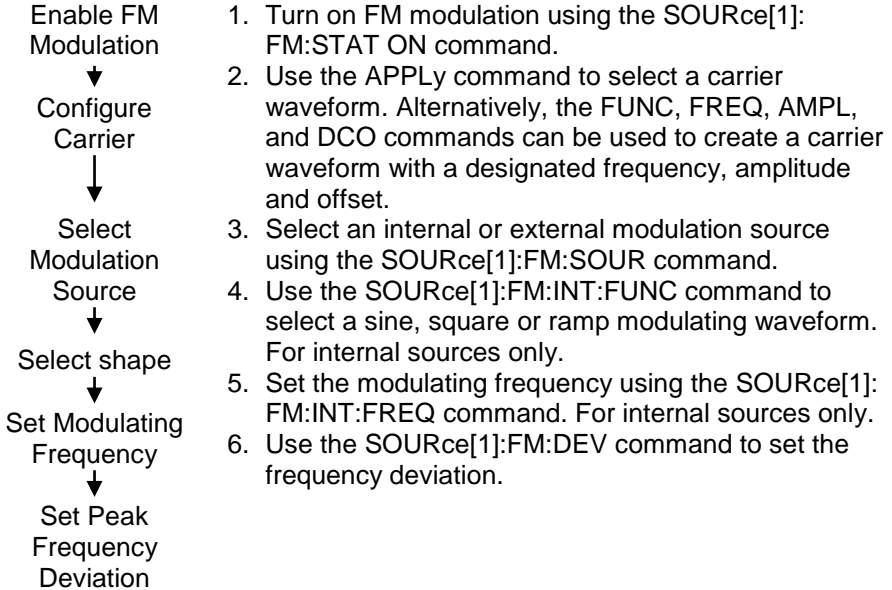 Enable FM
Modulation
Configure
Carrier
Select
Modulation
Source
Select shape
Set Modulating
Frequency
Set Peak
Frequency
Deviation
1. Turn on FM modulation using the SOURce[1]:
FM:STAT ON command.
2. Use the APPLy command to select a carrier
waveform. Alternatively, the FUNC, FREQ, AMPL,
and DCO commands can be used to create a carrier
waveform with a designated frequency, amplitude
and offset.
3. Select an internal or external modulation source
using the SOURce[1]:FM:SOUR command.
4. Use the SOURce[1]:FM:INT:FUNC command to
select a sine, square or ramp modulating waveform.
For internal sources only.
5. Set the modulating frequency using the SOURce[1]:
FM:INT:FREQ command. For internal sources only.
6. Use the SOURce[1]:FM:DEV command to set the
frequency deviation.